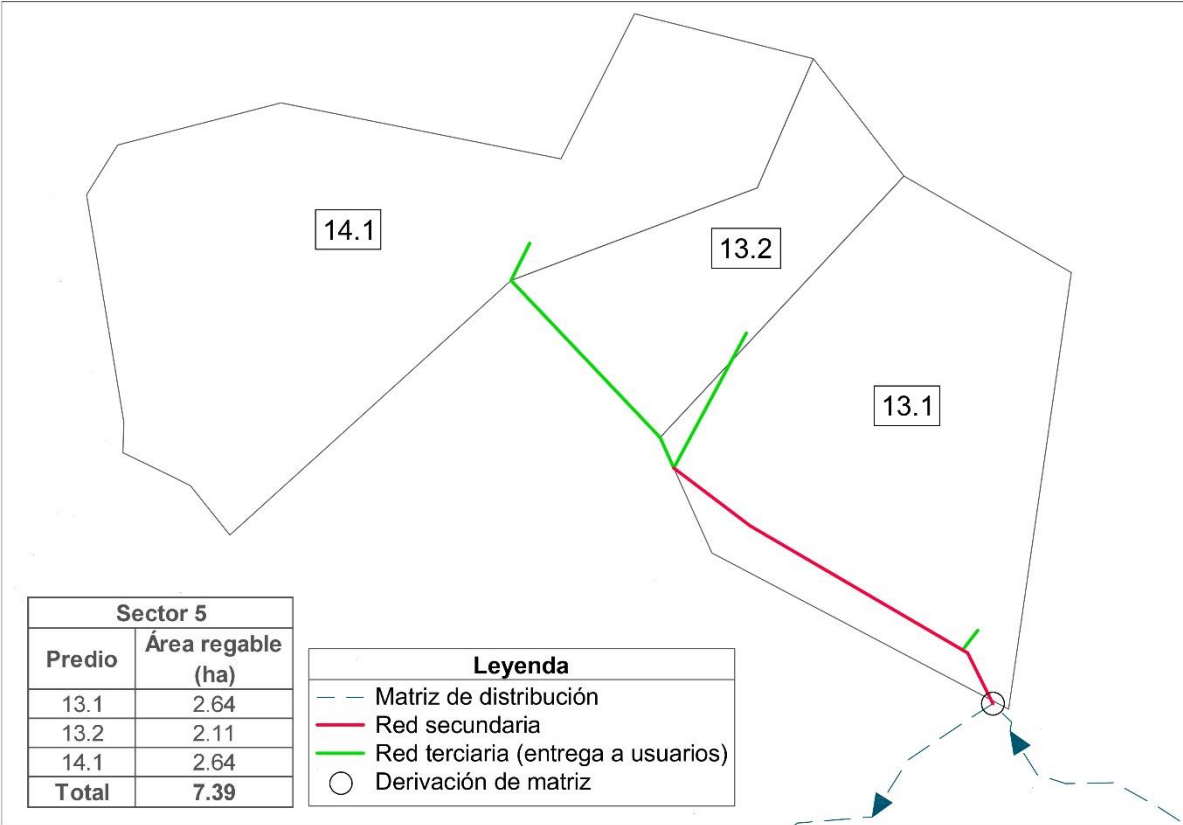 14.1
13.2
13.1
Sector 5
Predio Área regable (ha)
13.1 2.64
13.2 2.11
14.1 2.64
Total 7.39
Leyenda
Matriz de distribución
Red secundaria
Red terciaria (entrega a usuarios)
Derivación de matriz